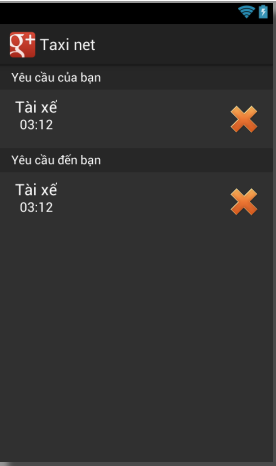 g+ Taxi net
Yêu cầu của bạn
Tài xế
03:12
Yêu cầu đến bạn
Tài xế
03:12